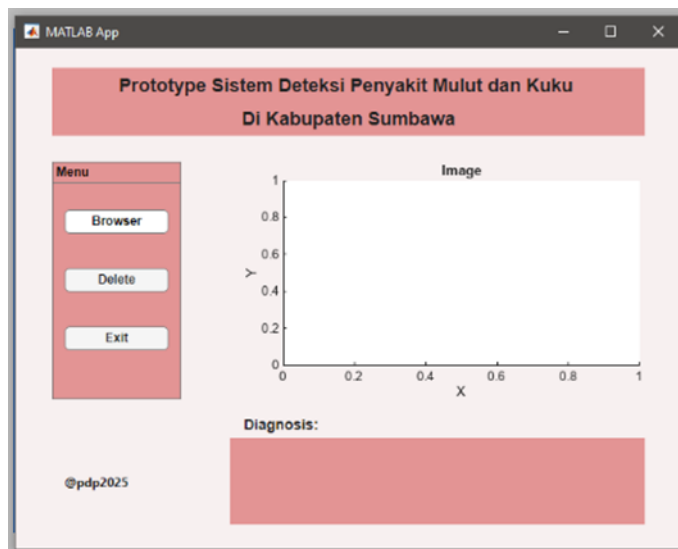 MATLAB App
Prototype Sistem Deteksi Penyakit Mulut dan Kuku
Di Kabupaten Sumbawa
Menu
Browser
Delete
Exit
Image
1
0.8
0.6
0.4
0.2
0
Y
0 0.2 0.4 0.6 0.8 1
X
Diagnosis:
@pdp2025